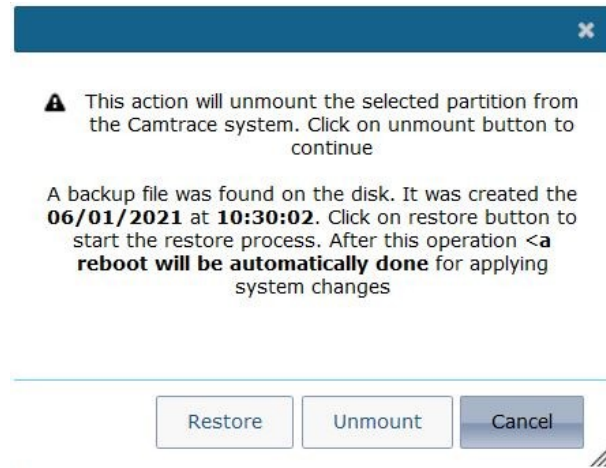 This action will unmount the selected partition from
the Camtrace system. Click on unmount button to
continue
A backup file was found on the disk. It was created the
06/01/2021 at 10:30:02. Click on restore button to
start the restore process. After this operation <a
reboot will be automatically done for applying
system changes
Restore
Unmount
Cancel